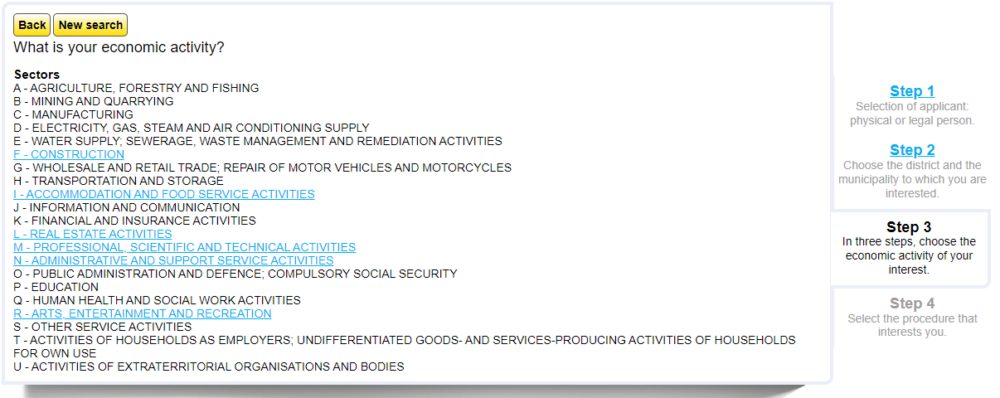 Back New search
What is your economic activity?
Sectors
A - AGRICULTURE, FORESTRY AND FISHING
B - MINING AND QUARRYING
C - MANUFACTURING
D - ELECTRICITY, GAS, STEAM AND AIR CONDITIONING SUPPLY
E - WATER SUPPLY; SEWERAGE, WASTE MANAGEMENT AND REMEDIATION ACTIVITIES
F - CONSTRUCTION
G - WHOLESALE AND RETAIL TRADE; REPAIR OF MOTOR VEHICLES AND MOTORCYCLES
H - TRANSPORTATION AND STORAGE
I - ACCOMMODATION AND FOOD SERVICE ACTIVITIES
J - INFORMATION AND COMMUNICATION
K - FINANCIAL AND INSURANCE ACTIVITIES
L - REAL ESTATE ACTIVITIES
M - PROFESSIONAL, SCIENTIFIC AND TECHNICAL ACTIVITIES
N - ADMINISTRATIVE AND SUPPORT SERVICE ACTIVITIES
O - PUBLIC ADMINISTRATION AND DEFENCE; COMPULSORY SOCIAL SECURITY
P - EDUCATION
Q - HUMAN HEALTH AND SOCIAL WORK ACTIVITIES
R - ARTS, ENTERTAINMENT AND RECREATION
S - OTHER SERVICE ACTIVITIES
T - ACTIVITIES OF HOUSEHOLDS AS EMPLOYERS; UNDIFFERENTIATED GOODS- AND SERVICES-PRODUCING ACTIVITIES OF HOUSEHOLDS
FOR OWN USE
U - ACTIVITIES OF EXTRATERRITORIAL ORGANISATIONS AND BODIES
Step 1
Selection of applicant:
physical or legal person.
Step 2
Choose the district and the
municipality to which you are
interested.
Step 3
In three steps, choose the
economic activity of your
interest.
Step 4
Select the procedure that
interests you.